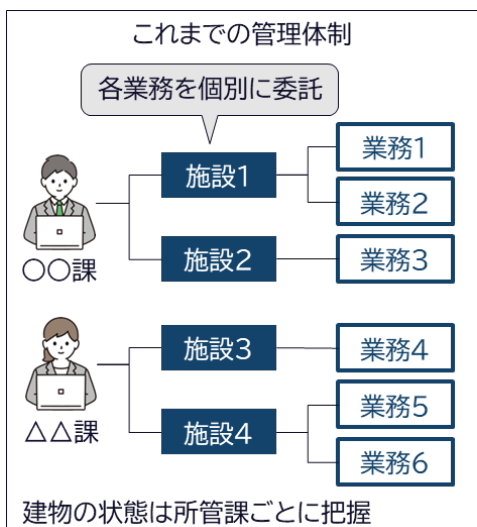 これまでの管理体制
各業務を個別に委託
施設1
業務1
業務2
施設2
業務3
○○課
施設3
業務4
施設4
業務5
業務6
△△課
建物の状態は所管課ごとに把握